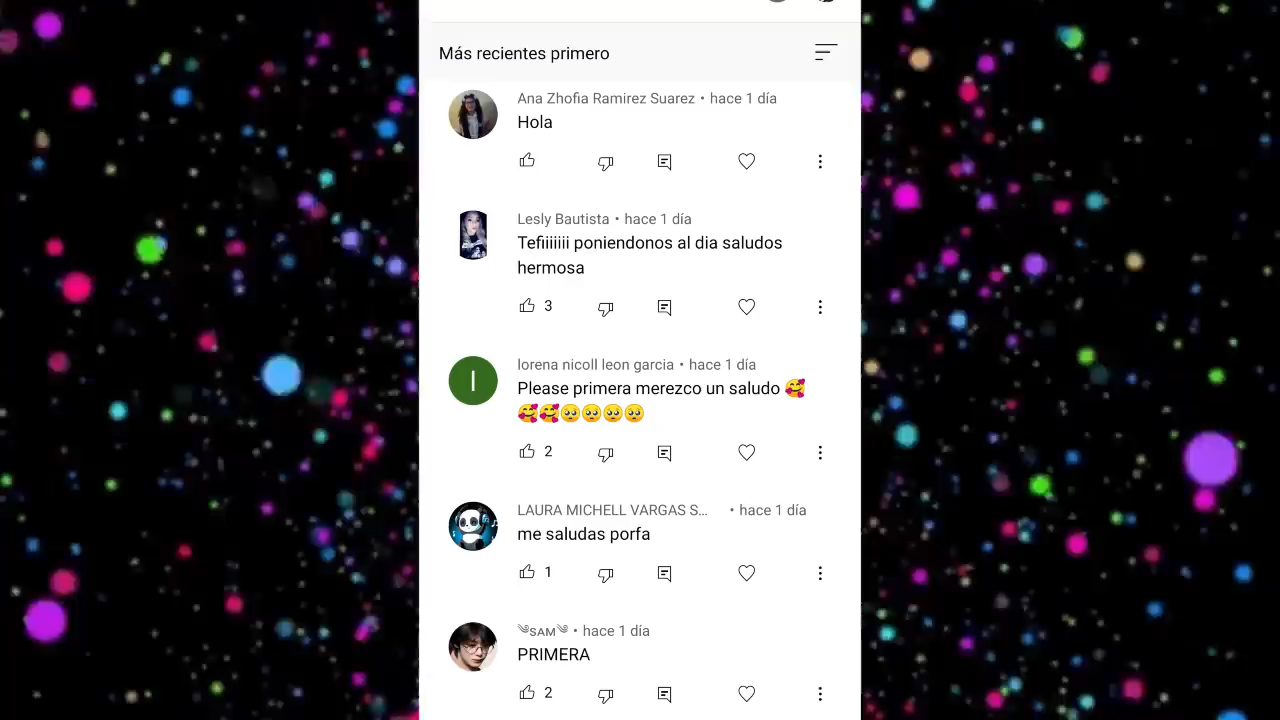 Más recientes primero
Ana Zhofia Ramirez Suarez • hace 1 día
Hola
Lesly Bautista • hace 1 día
Tefiiiiiii poniendonos al dia saludos
hermosa
3
lorena nicoll leon garcia • hace 1 día
Please primera merezco un saludo 🥰
🥰🥰🥺🥺🥺🥺
2
LAURA MICHELL VARGAS S... • hace 1 día
me saludas porfa
1
༄SAM༄ • hace 1 día
PRIMERA
2